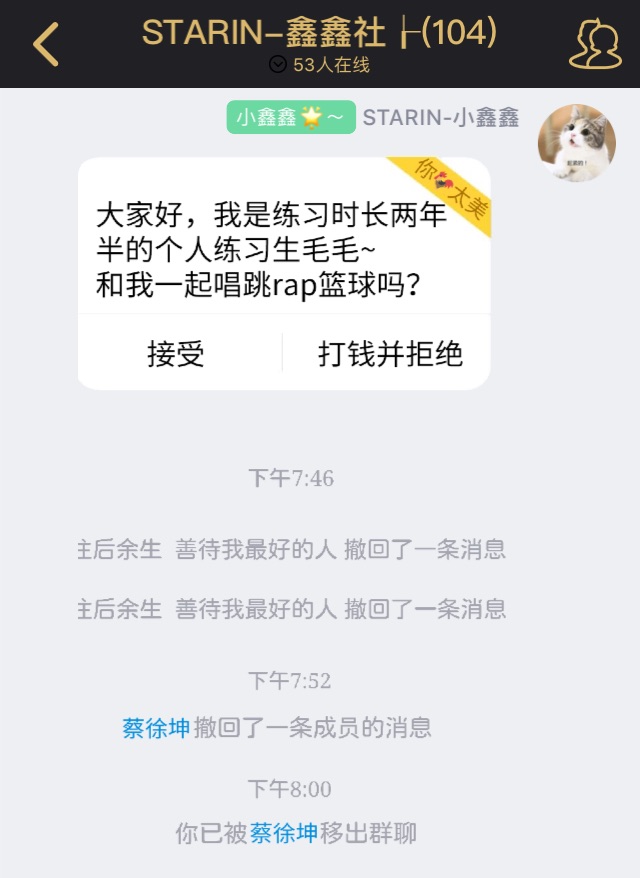 STARIN-鑫鑫社├(104)
53人在线
小鑫鑫🌟～ STARIN-小鑫鑫
你🐓太美
大家好，我是练习时长两年
半的个人练习生毛毛~
和我一起唱跳rap篮球吗？
接受 打钱并拒绝
下午7:46
往后余生 善待我最好的人 撤回了一条消息
往后余生 善待我最好的人 撤回了一条消息
下午7:52
蔡徐坤撤回了一条成员的消息
下午8:00
你已被蔡徐坤移出群聊